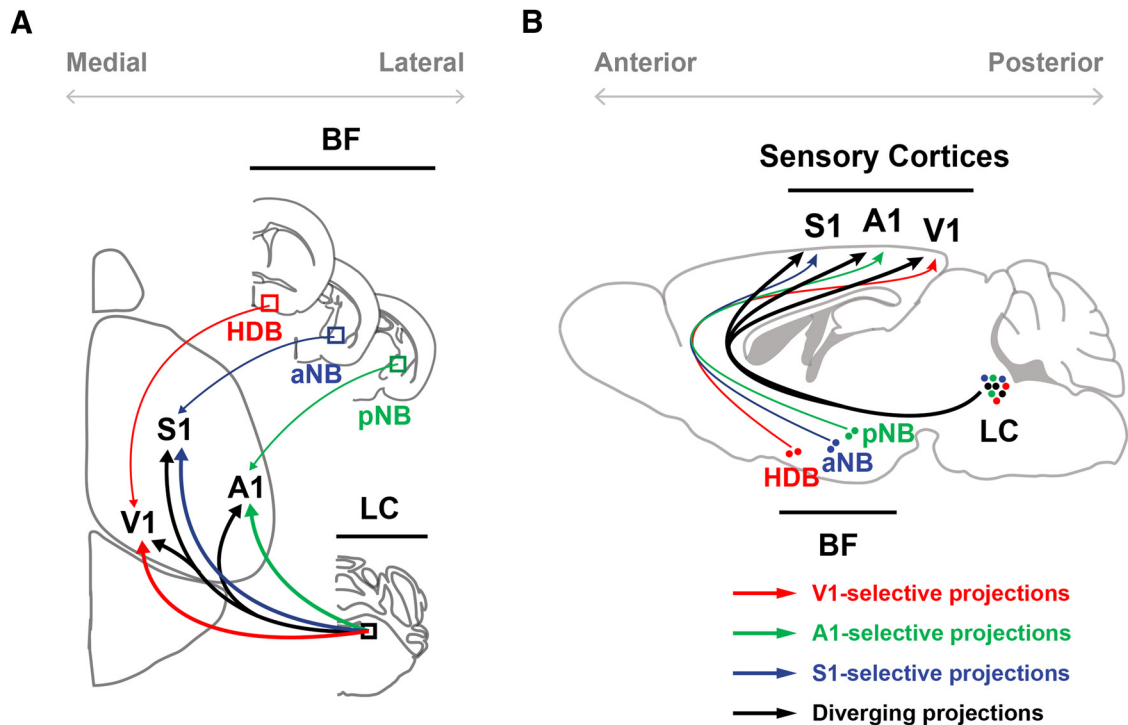 A
Medial Lateral
BF
HDB
aNB
pNB
S1
A1
V1
LC
B
Anterior Posterior
Sensory Cortices
S1 A1 V1
pNB
aNB
HDB
LC
BF
V1-selective projections
A1-selective projections
S1-selective projections
Diverging projections